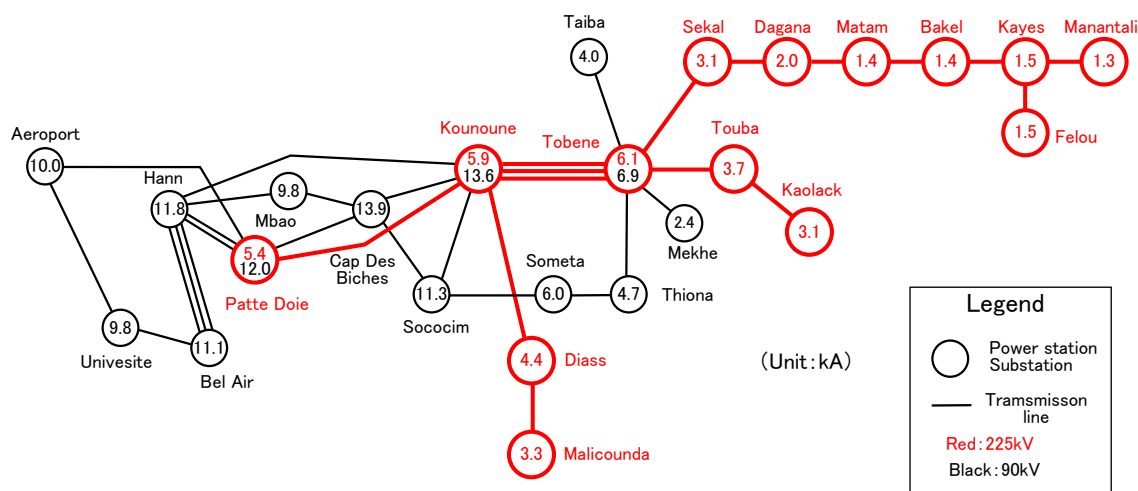 Taiba
4.0
Sekal
3.1
Dagana
2.0
Matam
1.4
Bakel
1.4
Kayes
1.5
Manantali
1.3
1.5
Felou
Aeroport
10.0
Hann
11.8
9.8
Mbao
13.9
Cap Des
Biches
Kounoune
5.9
13.6
Tobene
6.1
6.9
Touba
3.7
Kaolack
3.1
2.4
Mekhe
5.4
12.0
Patte Doie
11.3
Sococim
Someta
6.0
4.7
Thiona
9.8
Univesite
11.1
Bel Air
4.4
Diass
3.3
Malicounda
(Unit:kA)
Legend
Power station
Substation
Tramsmisson
line
Red:225kV
Black:90kV